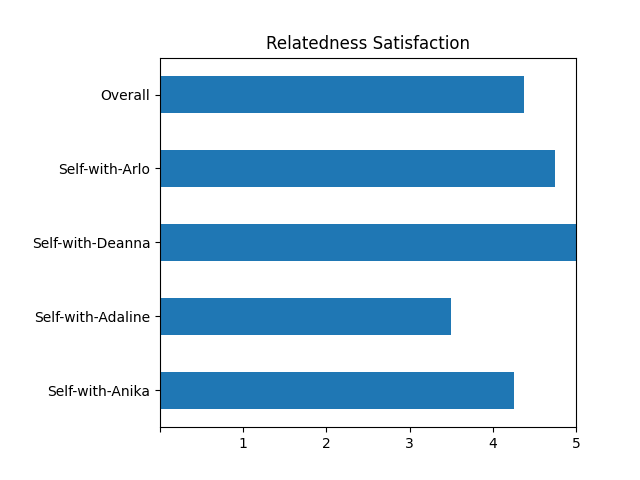 Relatedness Satisfaction
Overall
Self-with-Arlo
Self-with-Deanna
Self-with-Adaline
Self-with-Anika
1 2 3 4 5